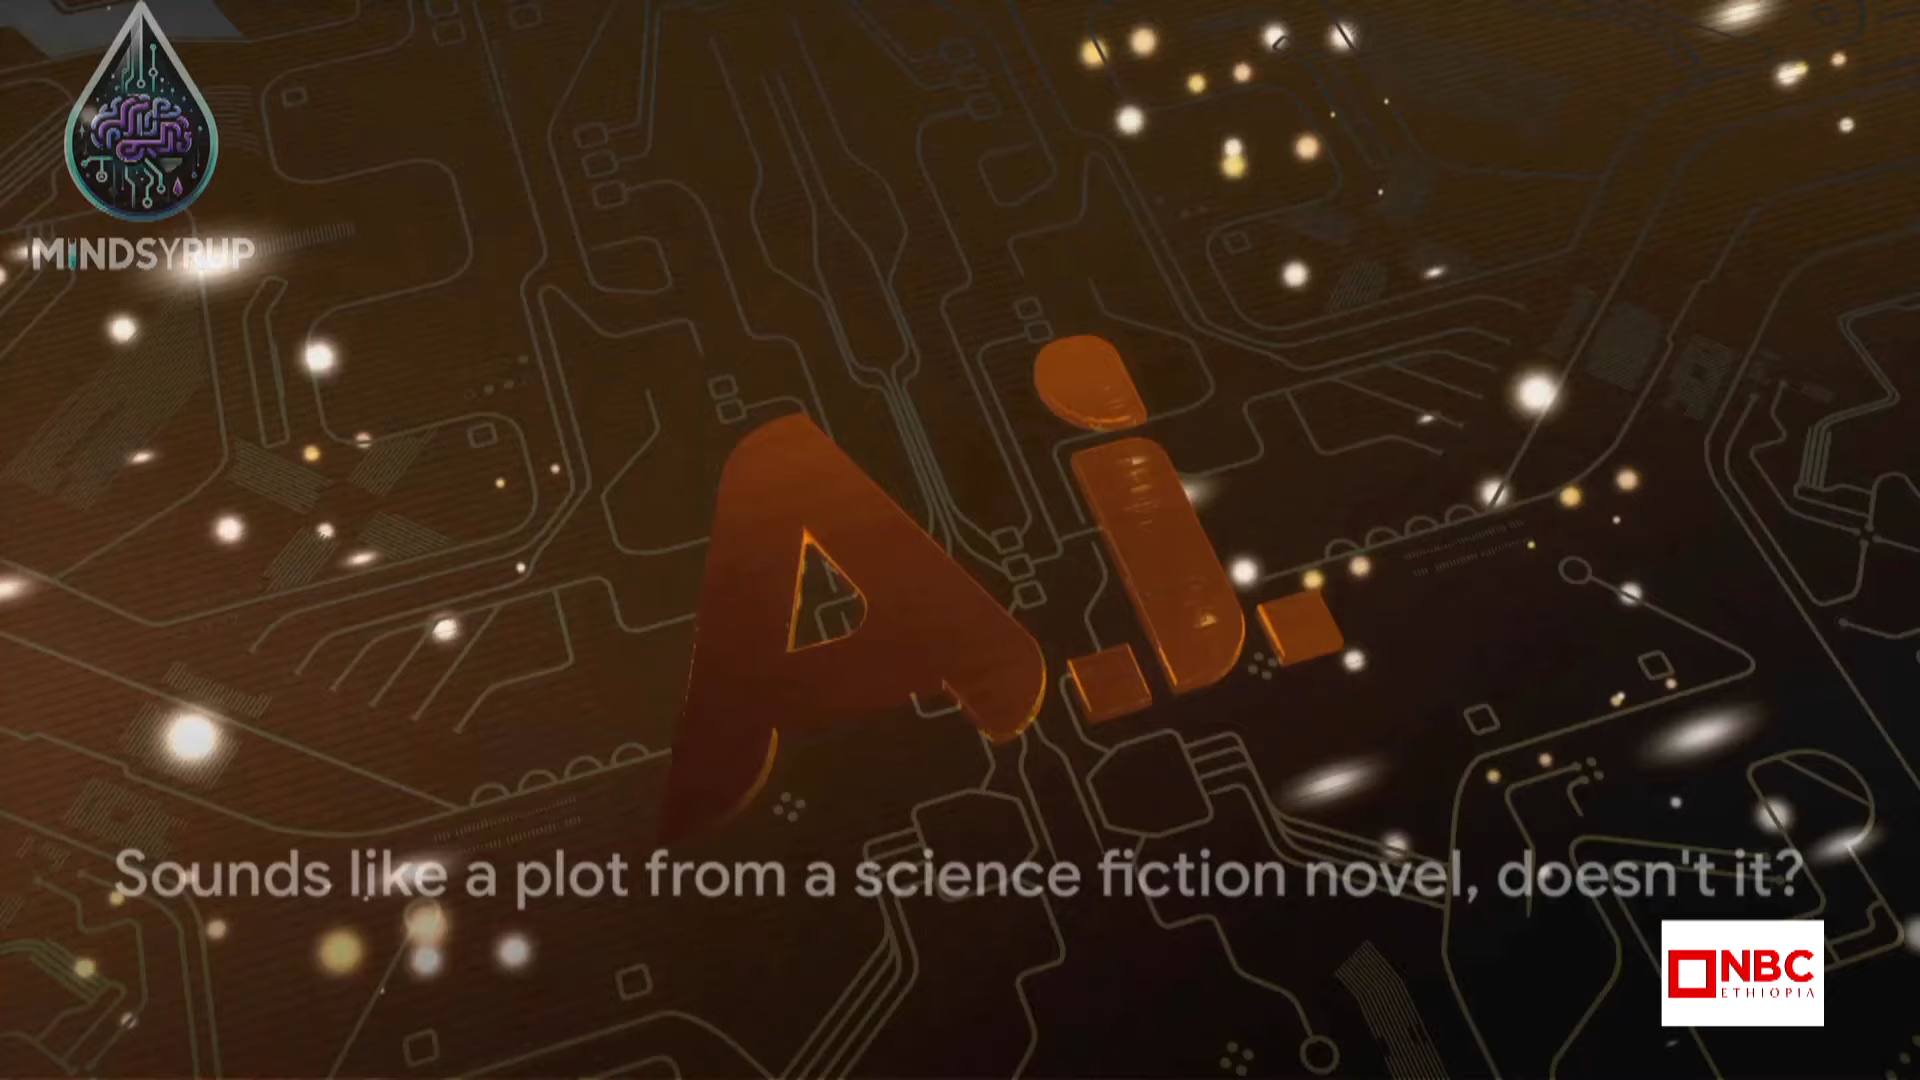 MINDSYRUP
A.i.
Sounds like a plot from a science fiction novel, doesn't it?
NBC
ETHIOPIA